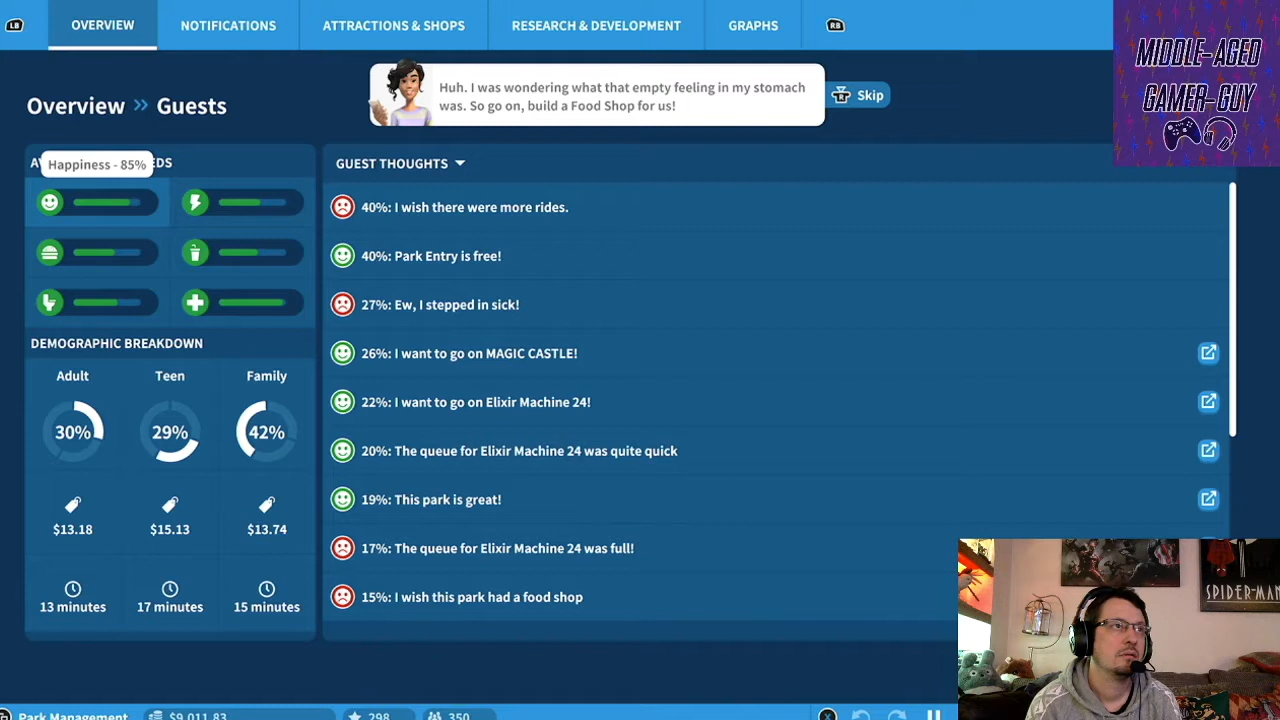 LB
OVERVIEW
NOTIFICATIONS
ATTRACTIONS & SHOPS
RESEARCH & DEVELOPMENT
GRAPHS
RB
MIDDLE-AGED
GAMER-GUY
Huh. I was wondering what that empty feeling in my stomach
was. So go on, build a Food Shop for us!
R
Skip
Overview » Guests
Happiness - 85%
GUEST THOUGHTS
40%: I wish there were more rides.
40%: Park Entry is free!
27%: Ew, I stepped in sick!
26%: I want to go on MAGIC CASTLE!
22%: I want to go on Elixir Machine 24!
20%: The queue for Elixir Machine 24 was quite quick
19%: This park is great!
17%: The queue for Elixir Machine 24 was full!
15%: I wish this park had a food shop
DEMOGRAPHIC BREAKDOWN
Adult
Teen
Family
30%
29%
42%
$13.18
$15.13
$13.74
13 minutes
17 minutes
15 minutes
SPIDER-MAN
Park Management
$9,011.83
298
350
X